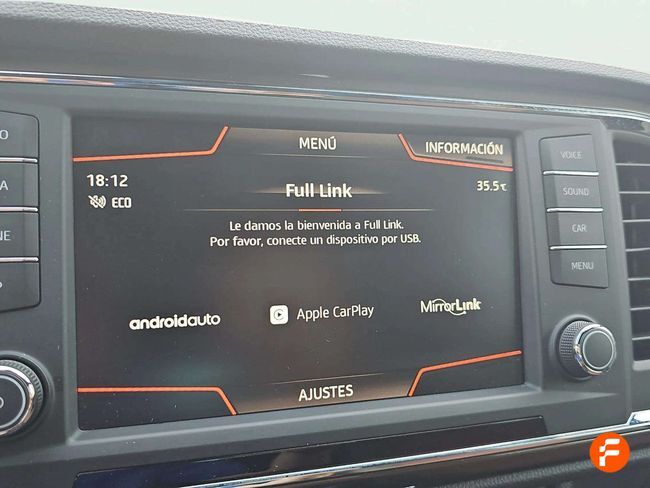 MENÚ
INFORMACIÓN
18:12
Full Link
35.5℃
ECO
Le damos la bienvenida a Full Link.
Por favor, conecte un dispositivo por USB.
androidauto
Apple CarPlay
MirrorLink
AJUSTES
VOICE
SOUND
CAR
MENU